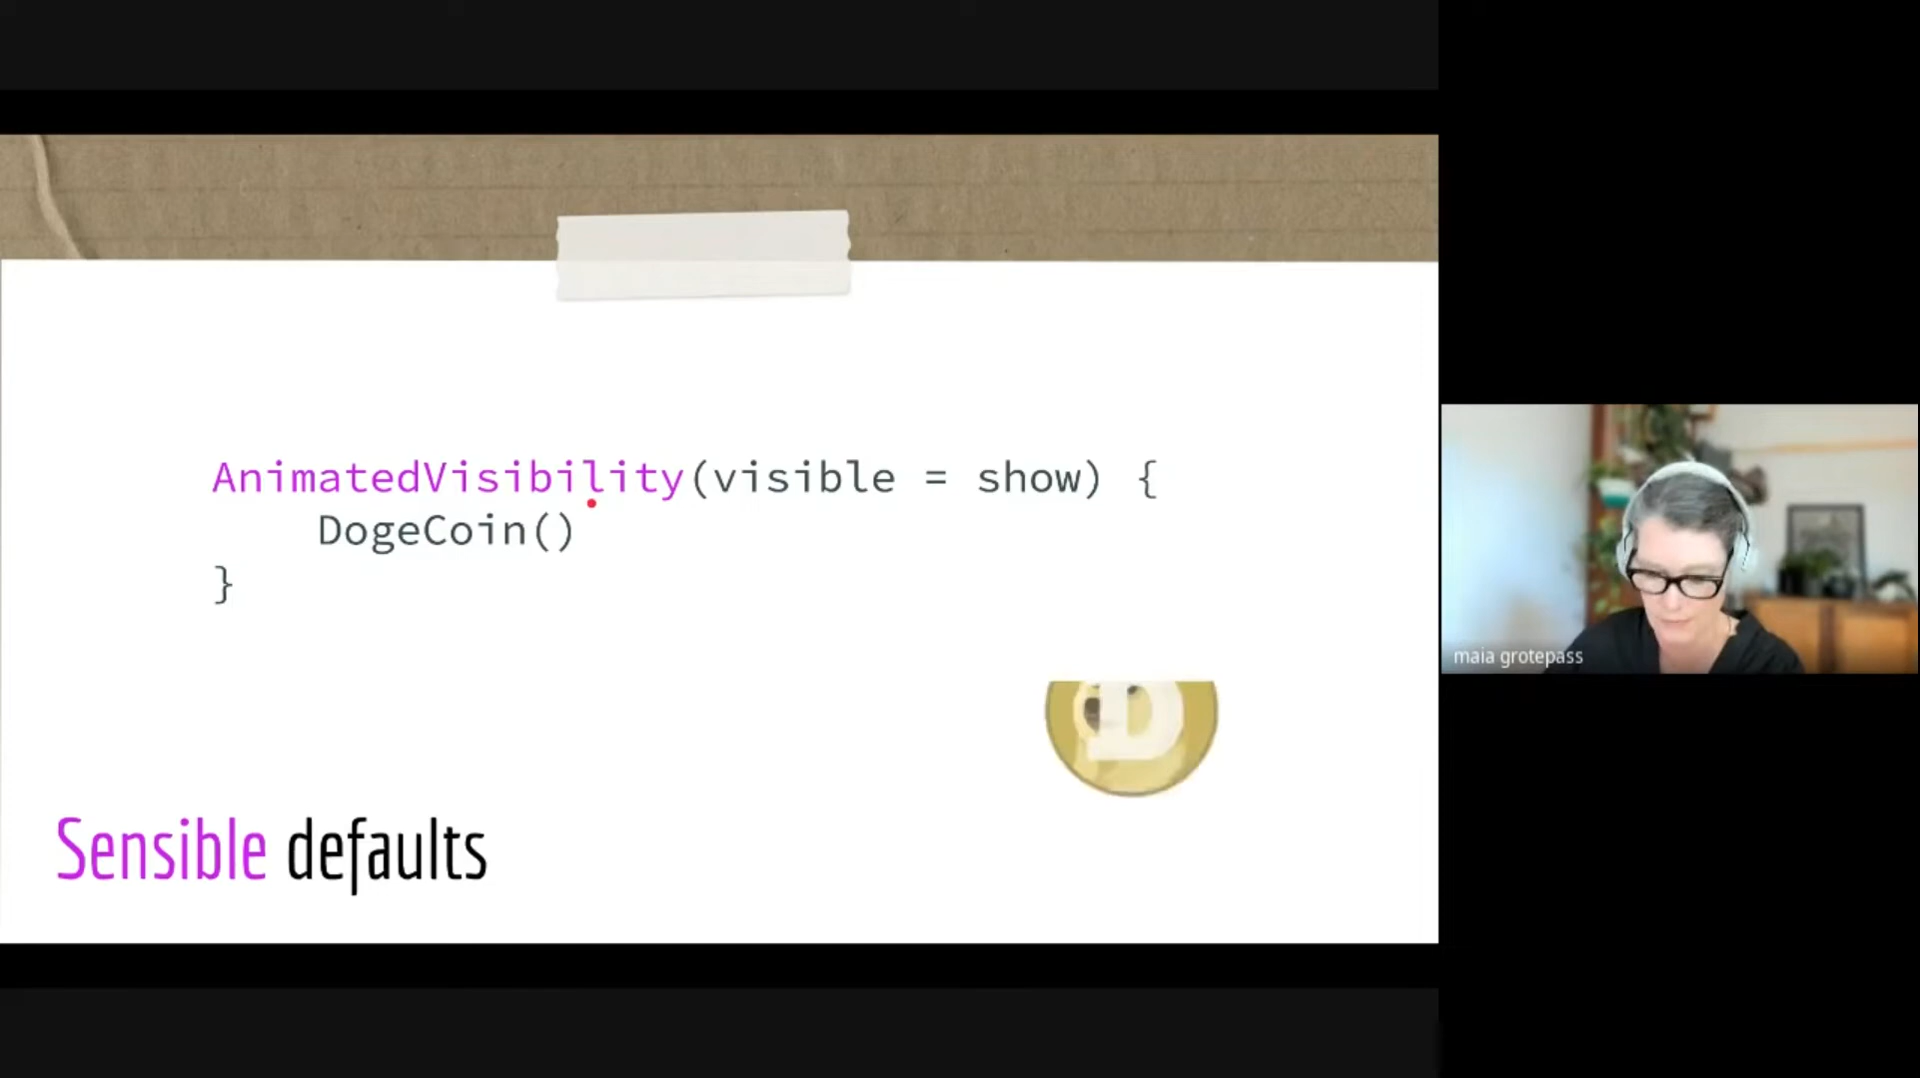 AnimatedVisibility(visible = show) {
DogeCoin()
}
D
Sensible defaults
maia grotepass